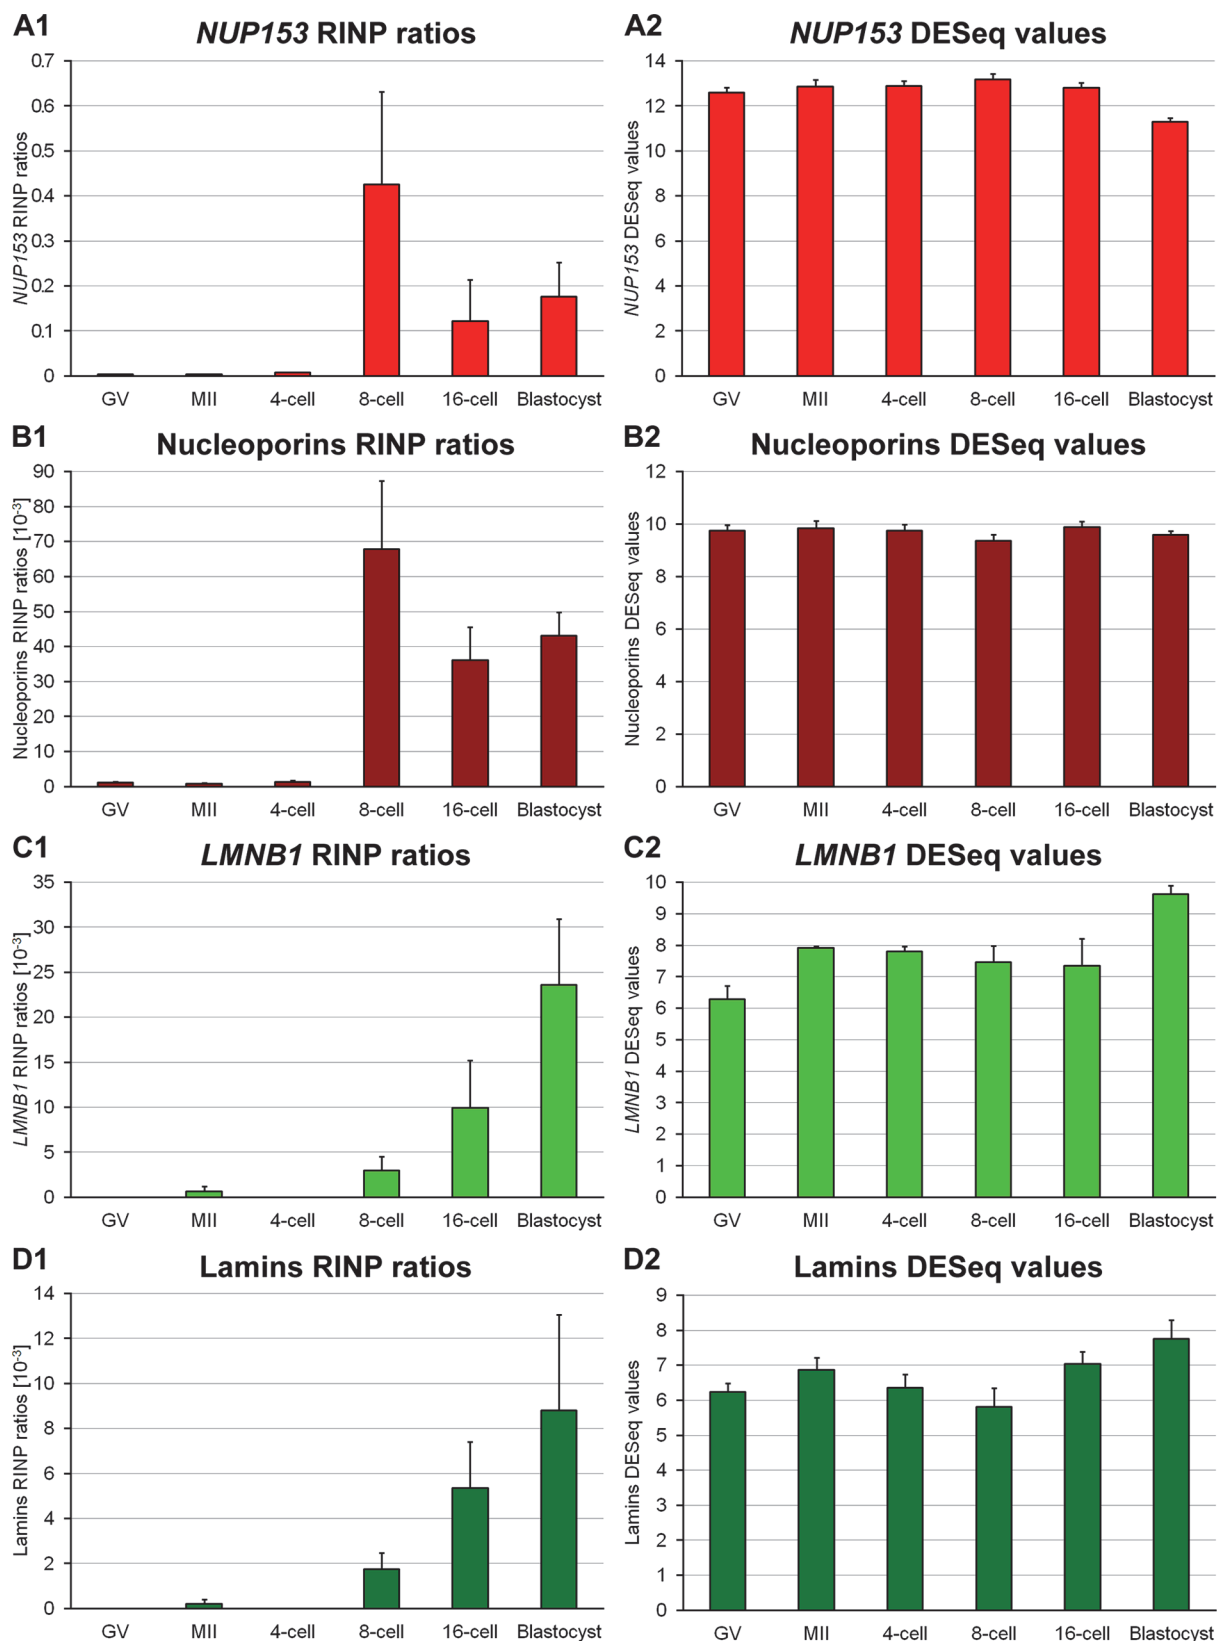 A1 NUP153 RINP ratios
NUP153 RINP ratios
0.7
0.6
0.5
0.4
0.3
0.2
0.1
0
GV MII 4-cell 8-cell 16-cell Blastocyst
A2 NUP153 DESeq values
NUP153 DESeq values
14
12
10
8
6
4
2
0
GV MII 4-cell 8-cell 16-cell Blastocyst
B1 Nucleoporins RINP ratios
Nucleoporins RINP ratios [10-3]
90
80
70
60
50
40
30
20
10
0
GV MII 4-cell 8-cell 16-cell Blastocyst
B2 Nucleoporins DESeq values
Nucleoporins DESeq values
12
10
8
6
4
2
0
GV MII 4-cell 8-cell 16-cell Blastocyst
C1 LMNB1 RINP ratios
LMNB1 RINP ratios [10-3]
35
30
25
20
15
10
5
0
GV MII 4-cell 8-cell 16-cell Blastocyst
C2 LMNB1 DESeq values
LMNB1 DESeq values
10
9
8
7
6
5
4
3
2
1
0
GV MII 4-cell 8-cell 16-cell Blastocyst
D1 Lamins RINP ratios
Lamins RINP ratios [10-3]
14
12
10
8
6
4
2
0
GV MII 4-cell 8-cell 16-cell Blastocyst
D2 Lamins DESeq values
Lamins DESeq values
9
8
7
6
5
4
3
2
1
0
GV MII 4-cell 8-cell 16-cell Blastocyst